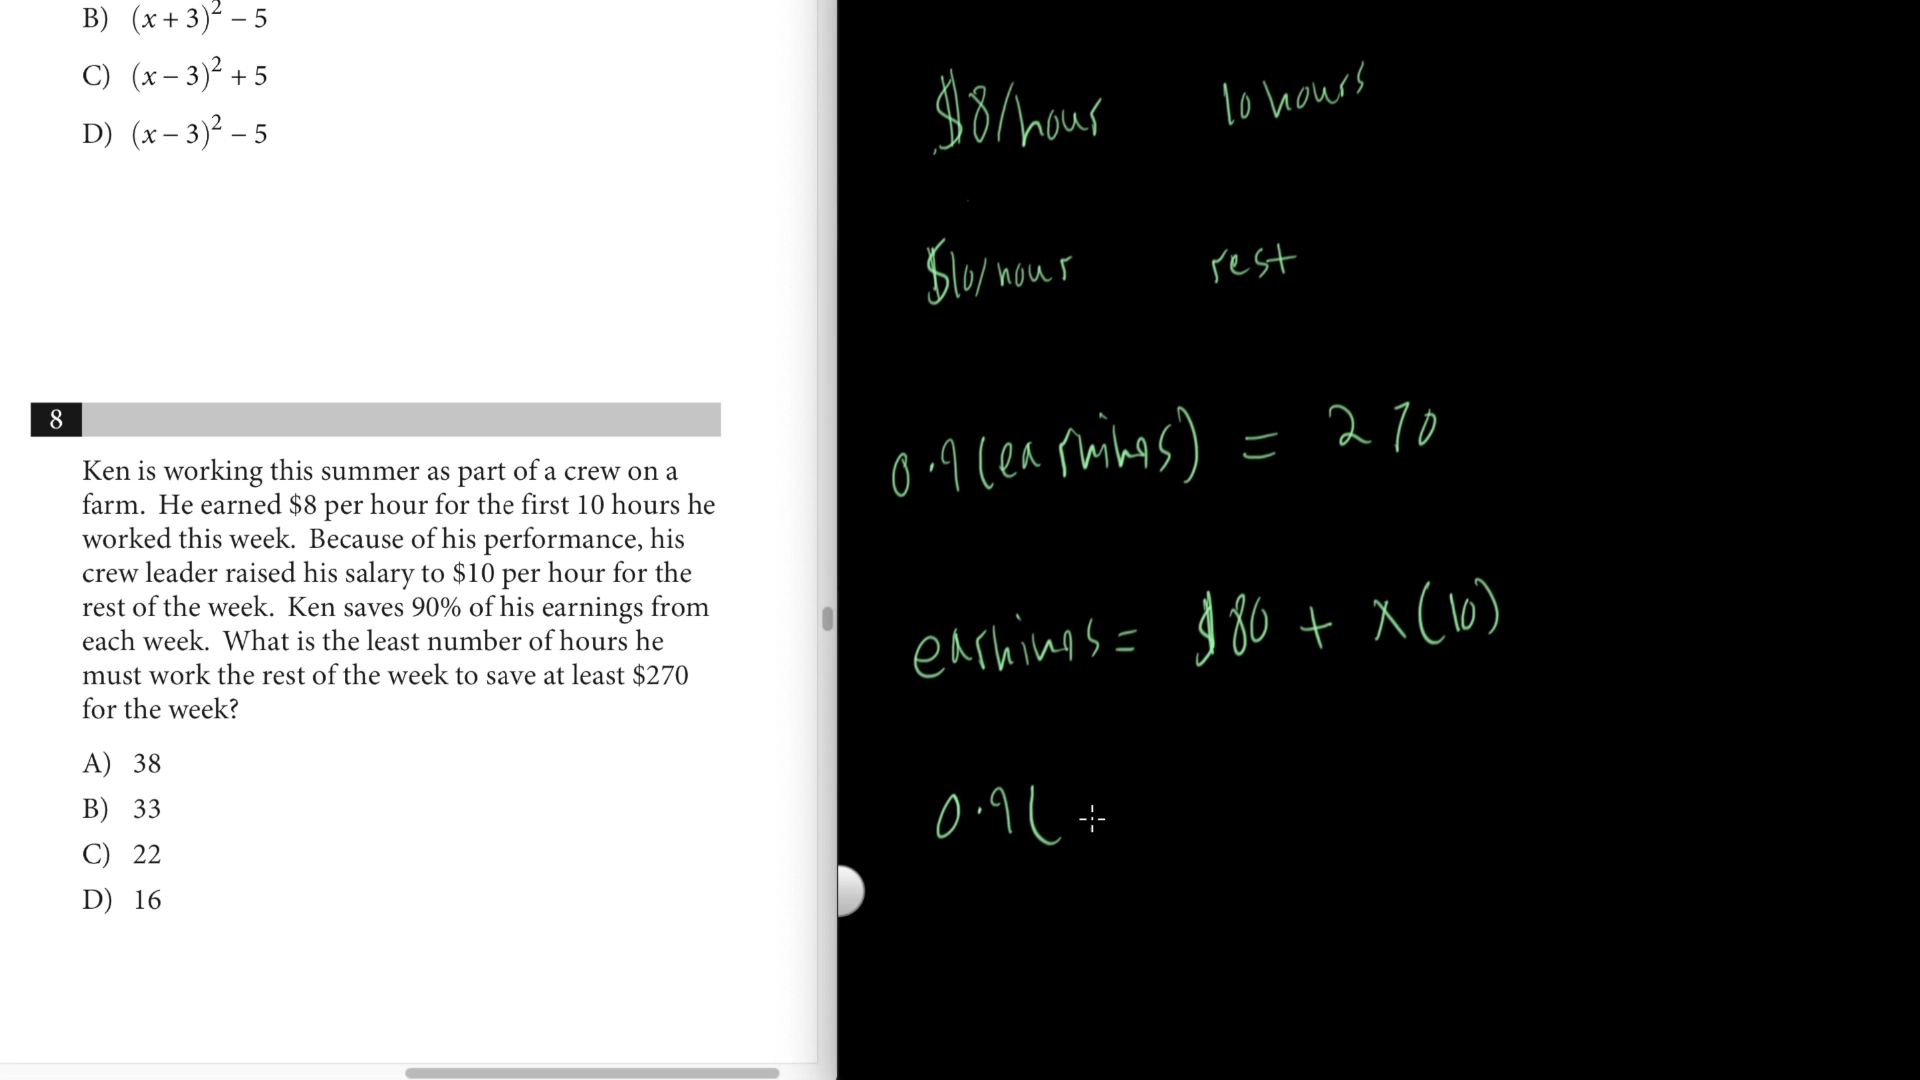 B) (x + 3)² – 5
C) (x – 3)² + 5
D) (x – 3)² – 5
8
Ken is working this summer as part of a crew on a
farm. He earned $8 per hour for the first 10 hours he
worked this week. Because of his performance, his
crew leader raised his salary to $10 per hour for the
rest of the week. Ken saves 90% of his earnings from
each week. What is the least number of hours he
must work the rest of the week to save at least $270
for the week?
A) 38
B) 33
C) 22
D) 16
$8/hour 10 hours
$10/hour rest
0.9(earnings) = 270
earnings = $80 + x(10)
0.9(